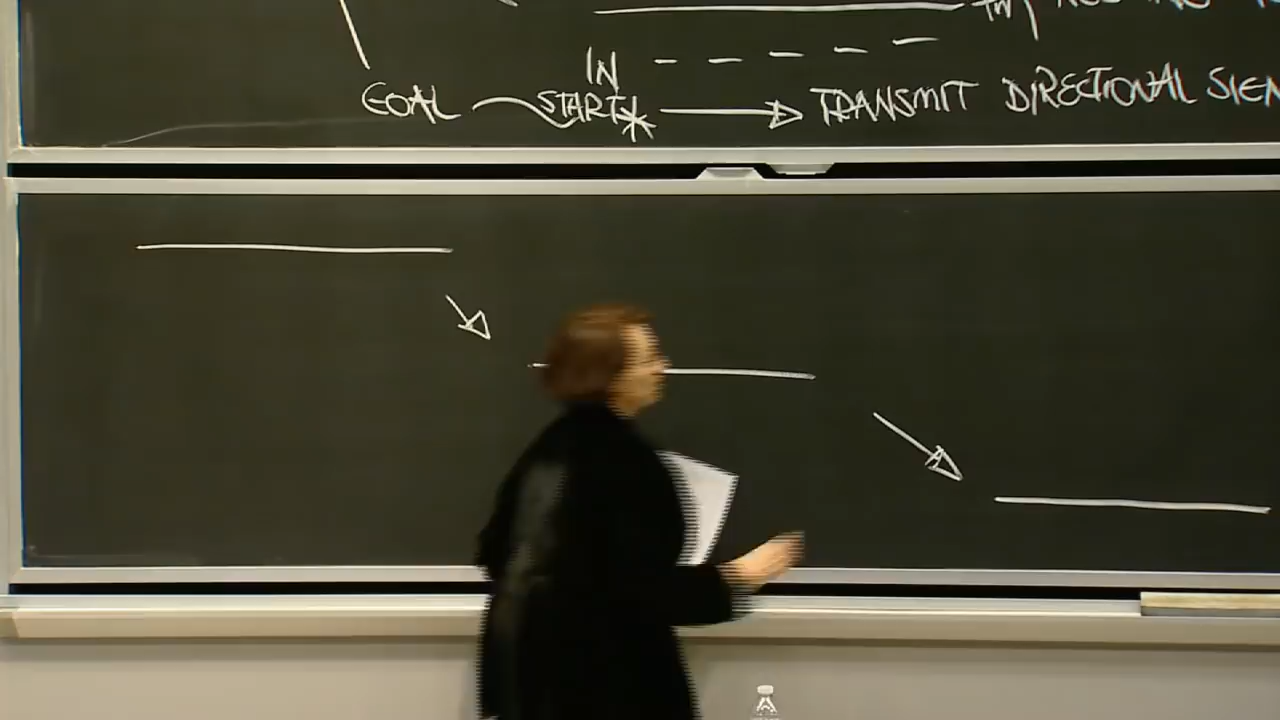 IN
GOAL START* → TRANSMIT DIRECTIONAL